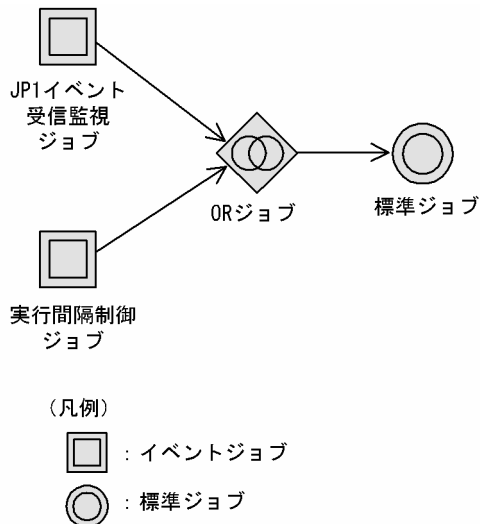 JP1イベント
受信監視
ジョブ
ORジョブ
標準ジョブ
実行間隔制御
ジョブ
（凡例）
：イベントジョブ
：標準ジョブ